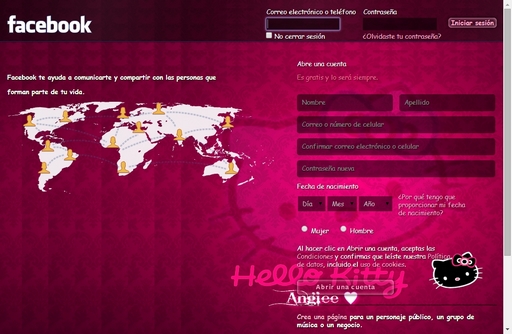 facebook
Correo electrónico o teléfono
Contraseña
Iniciar sesión
No cerrar sesión
¿Olvidaste tu contraseña?
Facebook te ayuda a comunicarte y compartir con las personas que
forman parte de tu vida.
Abre una cuenta
Es gratis y lo será siempre.
Nombre
Apellido
Correo o número de celular
Confirmar correo electrónico o celular
Contraseña nueva
Fecha de nacimiento
Día
Mes
Año
¿Por qué tengo que
proporcionar mi fecha
de nacimiento?
Mujer
Hombre
Al hacer clic en Abrir una cuenta, aceptas las
Condiciones y confirmas que leíste nuestra Política
de datos, incluido el uso de cookies.
Hello Kitty
Abrir una cuenta
Anglee
Crea una página para un personaje público, un grupo de
música o un negocio.